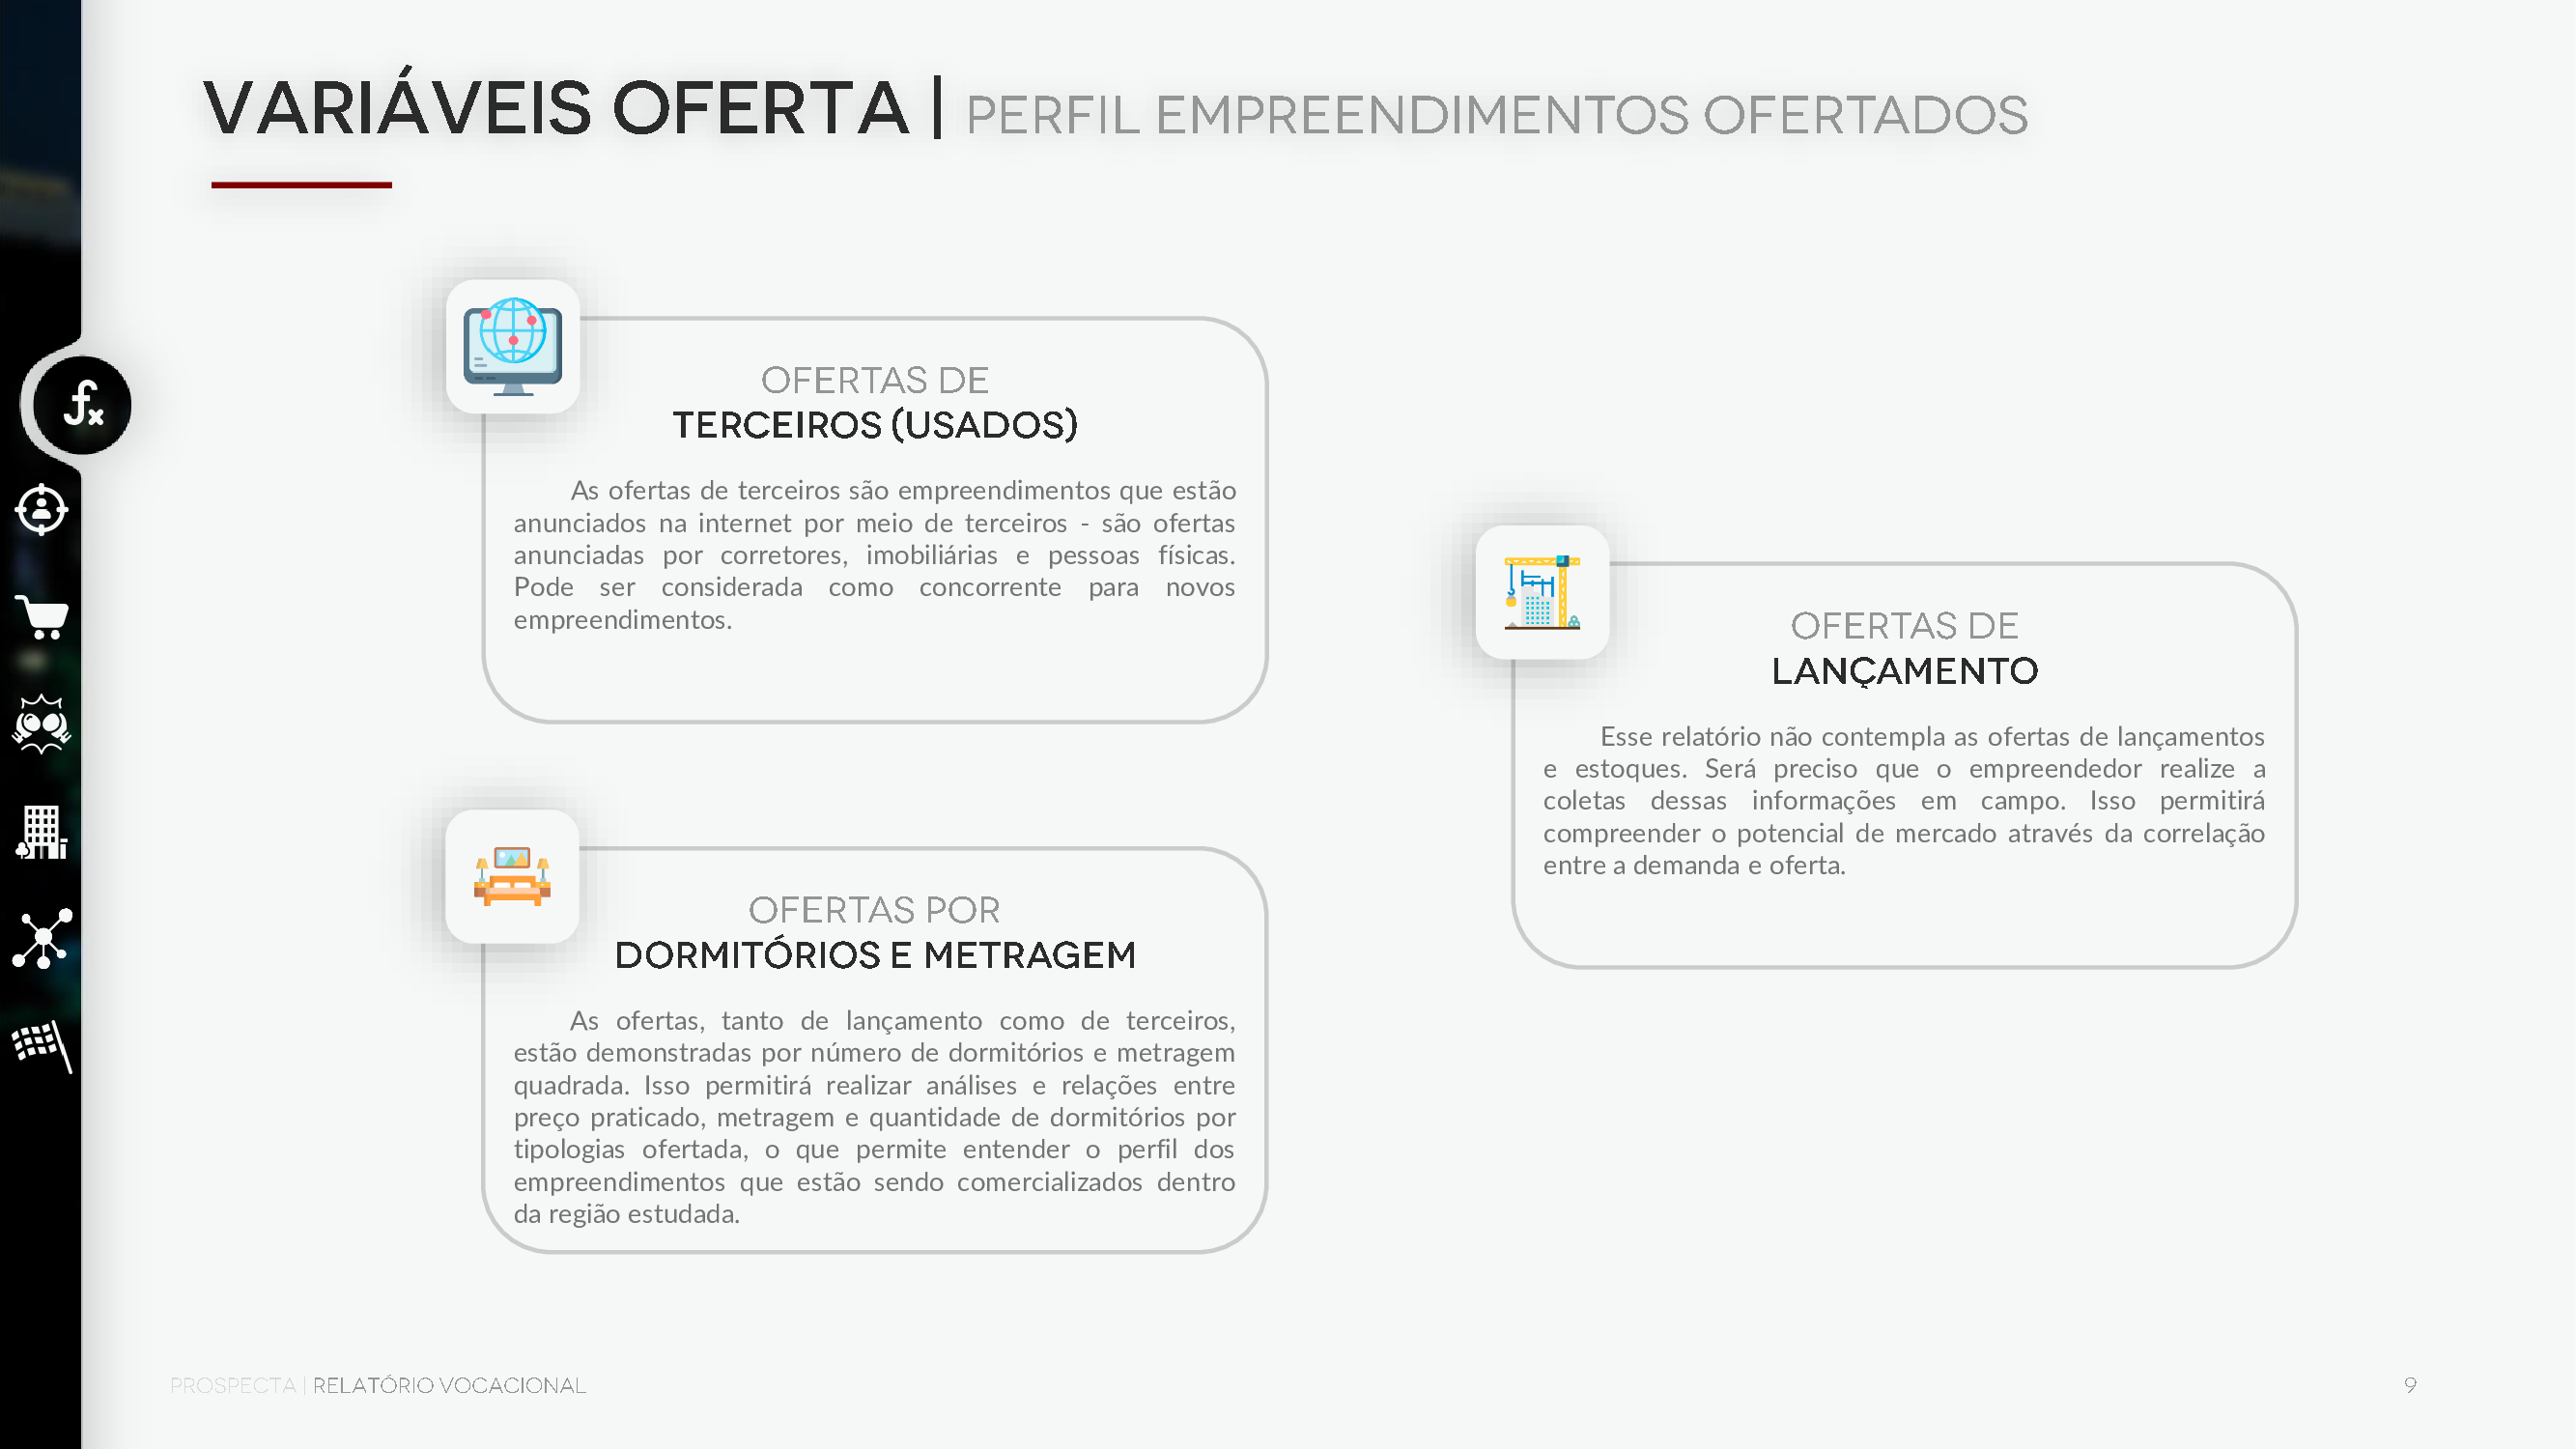 VARIÁVEIS OFERTA | PERFIL EMPREENDIMENTOS OFERTADOS
fx
OFERTAS DE
TERCEIROS (USADOS)
As ofertas de terceiros são empreendimentos que estão
anunciados na internet por meio de terceiros - são ofertas
anunciadas por corretores, imobiliárias e pessoas físicas.
Pode ser considerada como concorrente para novos
empreendimentos.
OFERTAS POR
DORMITÓRIOS E METRAGEM
As ofertas, tanto de lançamento como de terceiros,
estão demonstradas por número de dormitórios e metragem
quadrada. Isso permitirá realizar análises e relações entre
preço praticado, metragem e quantidade de dormitórios por
tipologias ofertada, o que permite entender o perfil dos
empreendimentos que estão sendo comercializados dentro
da região estudada.
OFERTAS DE
LANÇAMENTO
Esse relatório não contempla as ofertas de lançamentos
e estoques. Será preciso que o empreendedor realize a
coletas dessas informações em campo. Isso permitirá
compreender o potencial de mercado através da correlação
entre a demanda e oferta.
PROSPECTA | RELATÓRIO VOCACIONAL
9